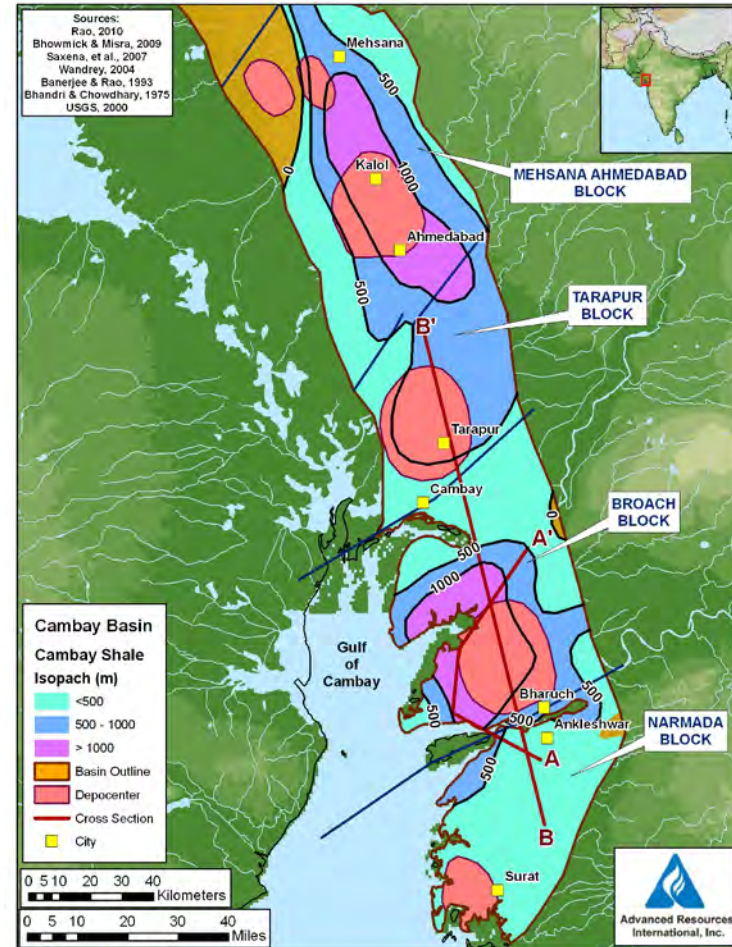 Sources:
Rao, 2010
Bhowmick & Misra, 2009
Saxena, et al., 2007
Wandrey, 2004
Banerjee & Rao, 1993
Bhandri & Chowdhary, 1975
USGS, 2000
Mehsana
500
0
1000
MEHSANA AHMEDABAD
BLOCK
Kalol
Ahmedabad
500
TARAPUR
BLOCK
B'
Tarapur
Cambay
0
BROACH
BLOCK
A'
500
1000
Gulf
of
Cambay
Bharuch
500
500
500
Ankleshwar
NARMADA
BLOCK
A
500
B
Surat
Cambay Basin
Cambay Shale
Isopach (m)
<500
500 - 1000
> 1000
Basin Outline
Depocenter
Cross Section
City
0 5 10 20 30 40
Kilometers
0 5 10 20 30 40
Miles
Advanced Resources
International, Inc.